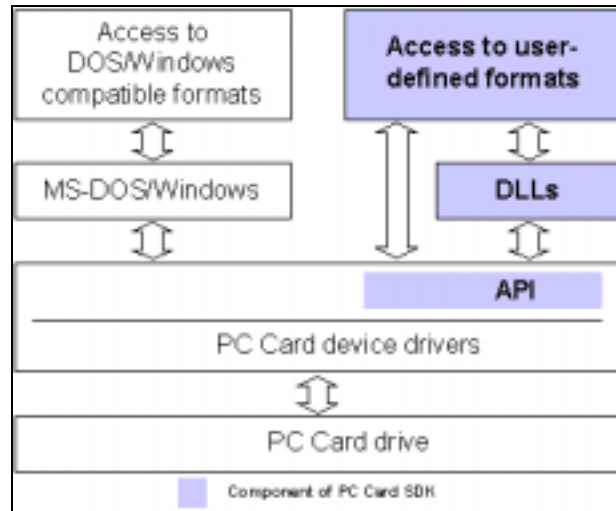 Access to
DOS/Windows
compatible formats
Access to user-
defined formats
MS-DOS/Windows
DLLs
API
PC Card device drivers
PC Card drive
Component of PC Card SDK